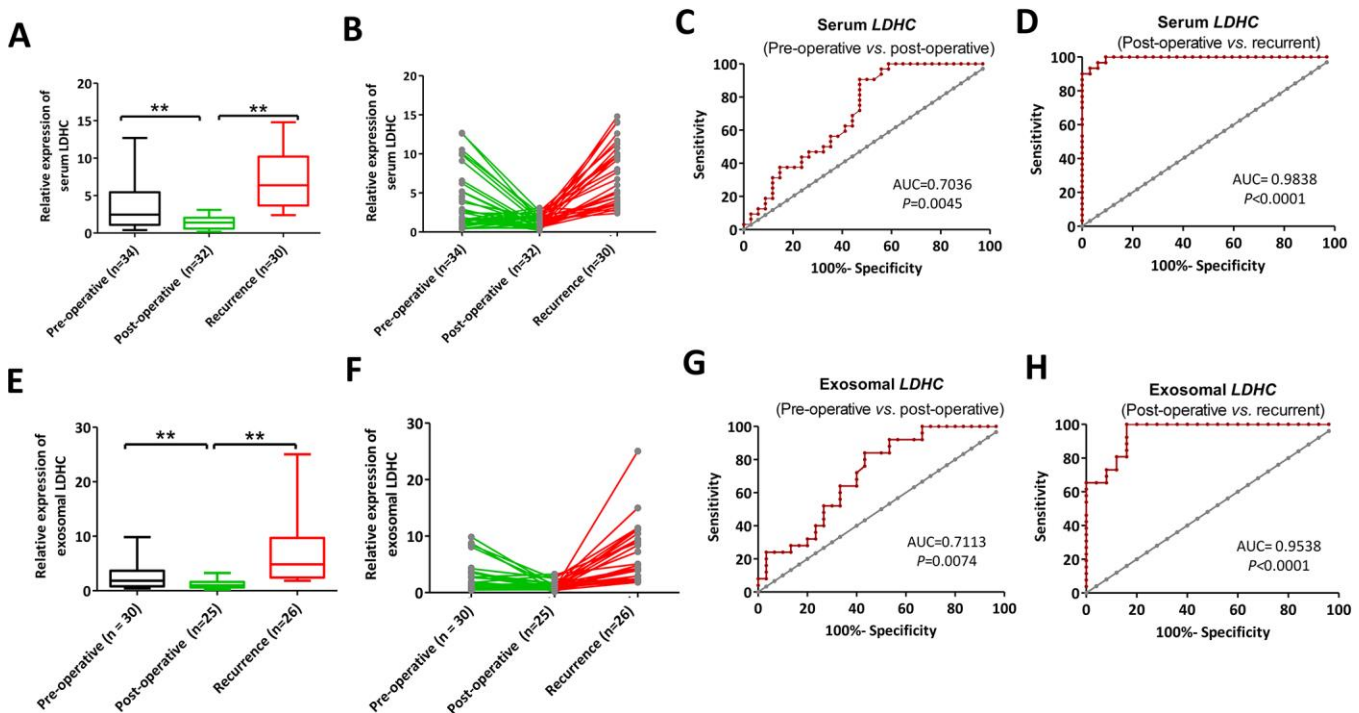 A
Relative expression of
serum LDHC
20
15
10
5
0
**
**
Pre-operative (n=34)
Post-operative (n=32)
Recurrence (n=30)
B
Relative expression of
serum LDHC
20
15
10
5
0
Pre-operative (n=34)
Post-operative (n=32)
Recurrence (n=30)
C
Serum LDHC
(Pre-operative vs. post-operative)
Sensitivity
100
80
60
40
20
0
AUC=0.7036
P=0.0045
0 20 40 60 80 100
100%- Specificity
D
Serum LDHC
(Post-operative vs. recurrent)
Sensitivity
100
80
60
40
20
0
AUC= 0.9838
P<0.0001
0 20 40 60 80 100
100%- Specificity
E
Relative expression of
exosomal LDHC
30
20
10
0
**
**
Pre-operative (n = 30)
Post-operative (n=25)
Recurrence (n=26)
F
Relative expression of
exosomal LDHC
30
20
10
0
Pre-operative (n = 30)
Post-operative (n=25)
Recurrence (n=26)
G
Exosomal LDHC
(Pre-operative vs. post-operative)
Sensitivity
100
80
60
40
20
0
AUC=0.7113
P=0.0074
0 20 40 60 80 100
100%- Specificity
H
Exosomal LDHC
(Post-operative vs. recurrent)
Sensitivity
100
80
60
40
20
0
AUC= 0.9538
P<0.0001
0 20 40 60 80 100
100%- Specificity